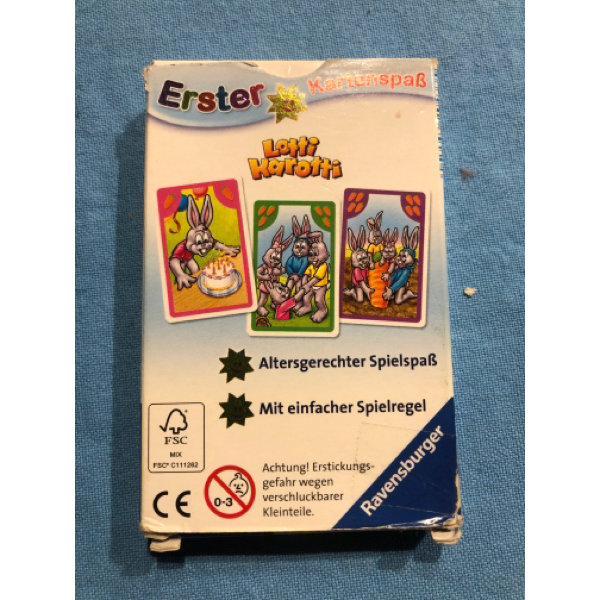 Erster Kartenspaß
Lotti
Karotti
Altersgerechter Spielspaß
Mit einfacher Spielregel
FSC
MIX
FSC® C111262
CE
0-3
Achtung! Erstickungs-
gefahr wegen
verschluckbarer
Kleinteile.
Ravensburger